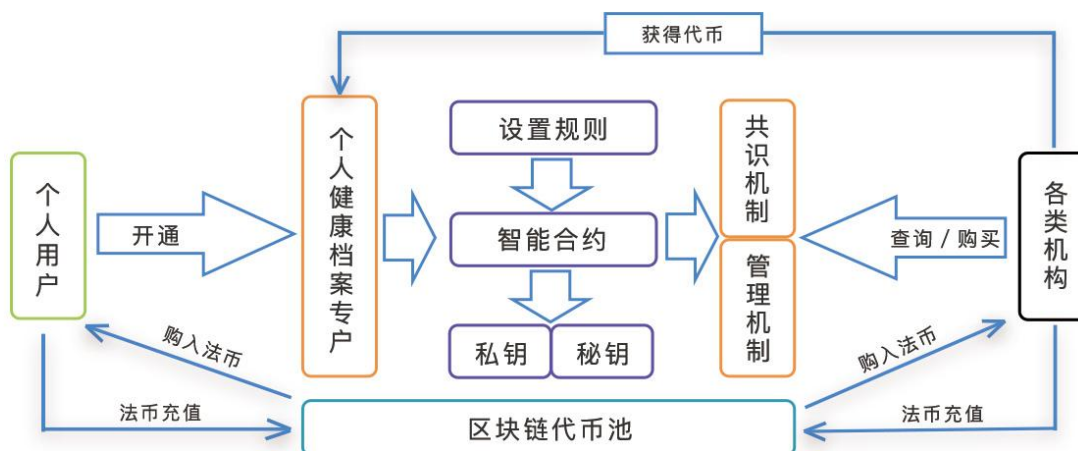 获得代币
个人用户
开通
个人健康档案专户
设置规则
智能合约
私钥
秘钥
共识机制
管理机制
查询 / 购买
各类机构
购入法币
购入法币
法币充值
区块链代币池
法币充值